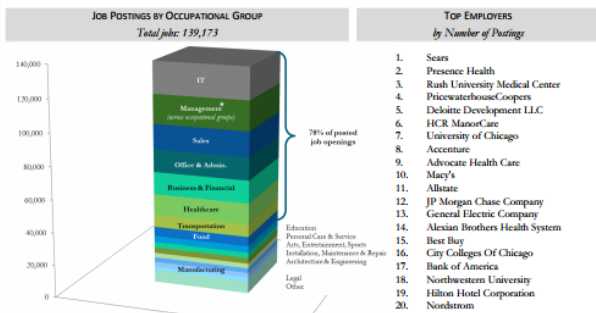 JOB POSTINGS BY OCCUPATIONAL GROUP
Total jobs: 139,173
140,000
120,000
100,000
80,000
60,000
40,000
20,000
0
IT
Management*
(across occupational groups)
Sales
Office & Admin.
Business & Financial
Healthcare
Transportation
Food
Manufacturing
78% of posted
job openings
Education
Personal Care & Service
Arts, Entertainment, Sports
Installation, Maintenance & Repair
Architecture & Engineering
Legal
Other
TOP EMPLOYERS
by Number of Postings
1. Sears
2. Presence Health
3. Rush University Medical Center
4. PricewaterhouseCoopers
5. Deloitte Development LLC
6. HCR ManorCare
7. University of Chicago
8. Accenture
9. Advocate Health Care
10. Macy's
11. Allstate
12. JP Morgan Chase Company
13. General Electric Company
14. Alexian Brothers Health System
15. Best Buy
16. City Colleges Of Chicago
17. Bank of America
18. Northwestern University
19. Hilton Hotel Corporation
20. Nordstrom